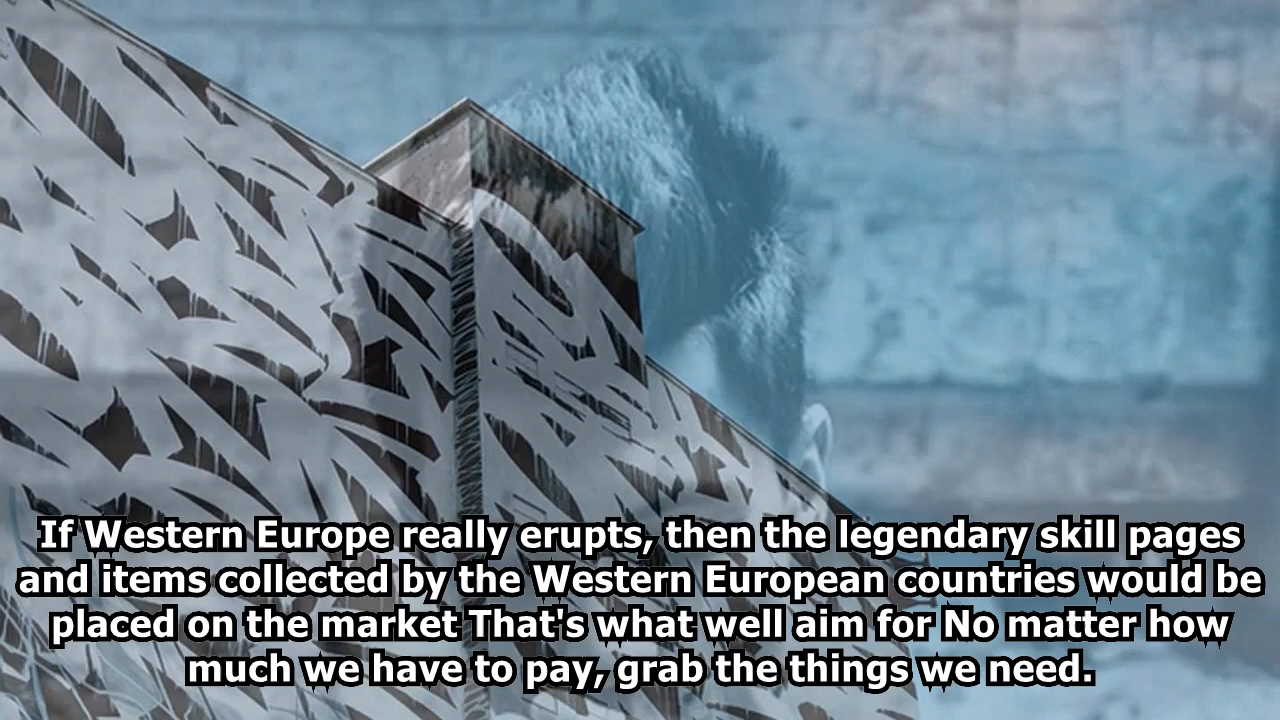 If Western Europe really erupts, then the legendary skill pages
and items collected by the Western European countries would be
placed on the market That's what well aim for No matter how
much we have to pay, grab the things we need.